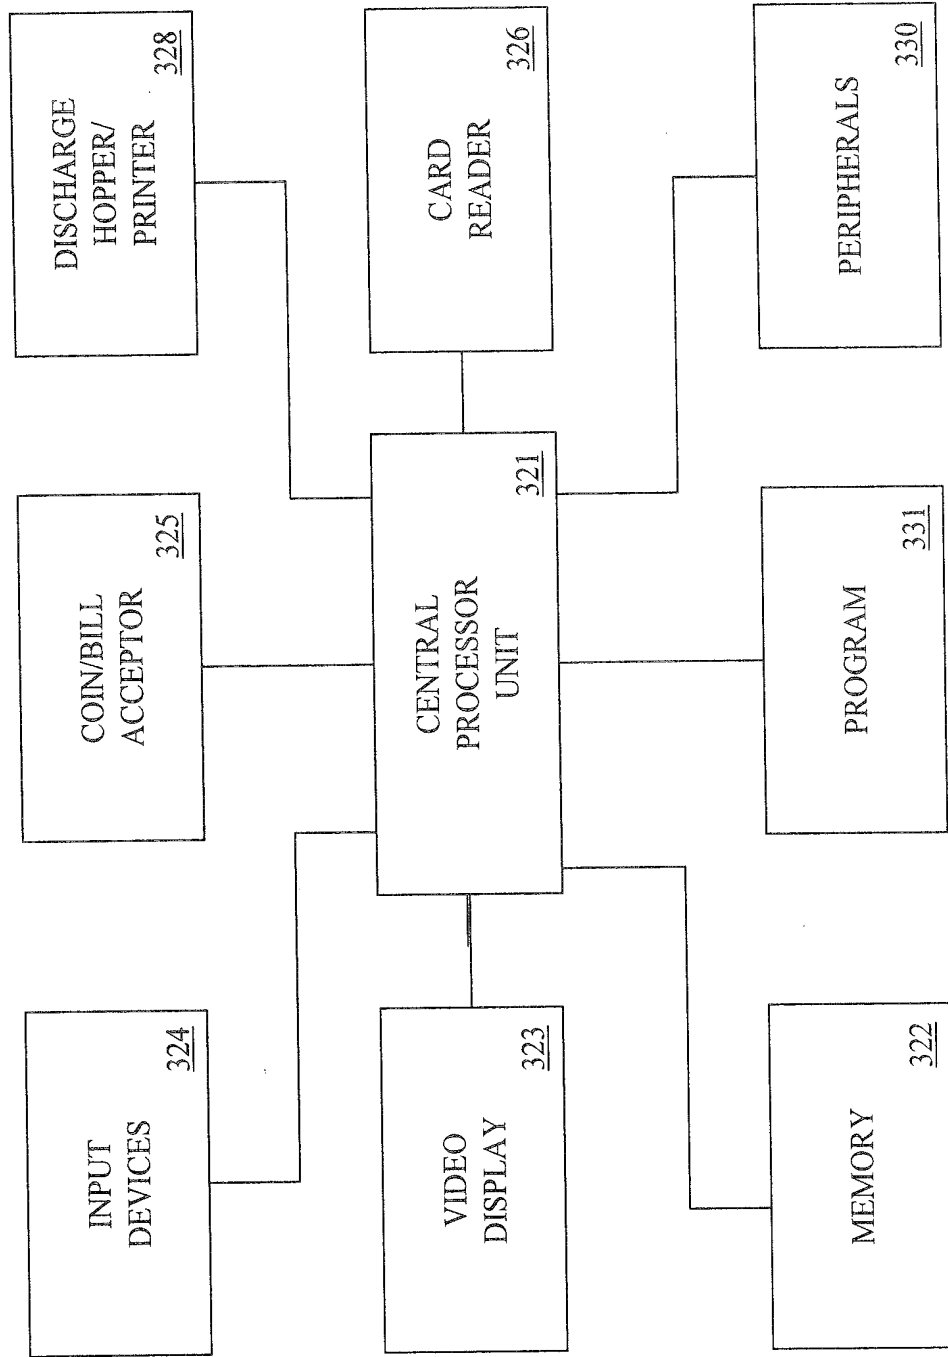 INPUT
DEVICES
324
COIN/BILL
ACCEPTOR
325
DISCHARGE
HOPPER/
PRINTER
328
VIDEO
DISPLAY
323
CENTRAL
PROCESSOR
UNIT
321
CARD
READER
326
MEMORY
322
PROGRAM
331
PERIPHERALS
330